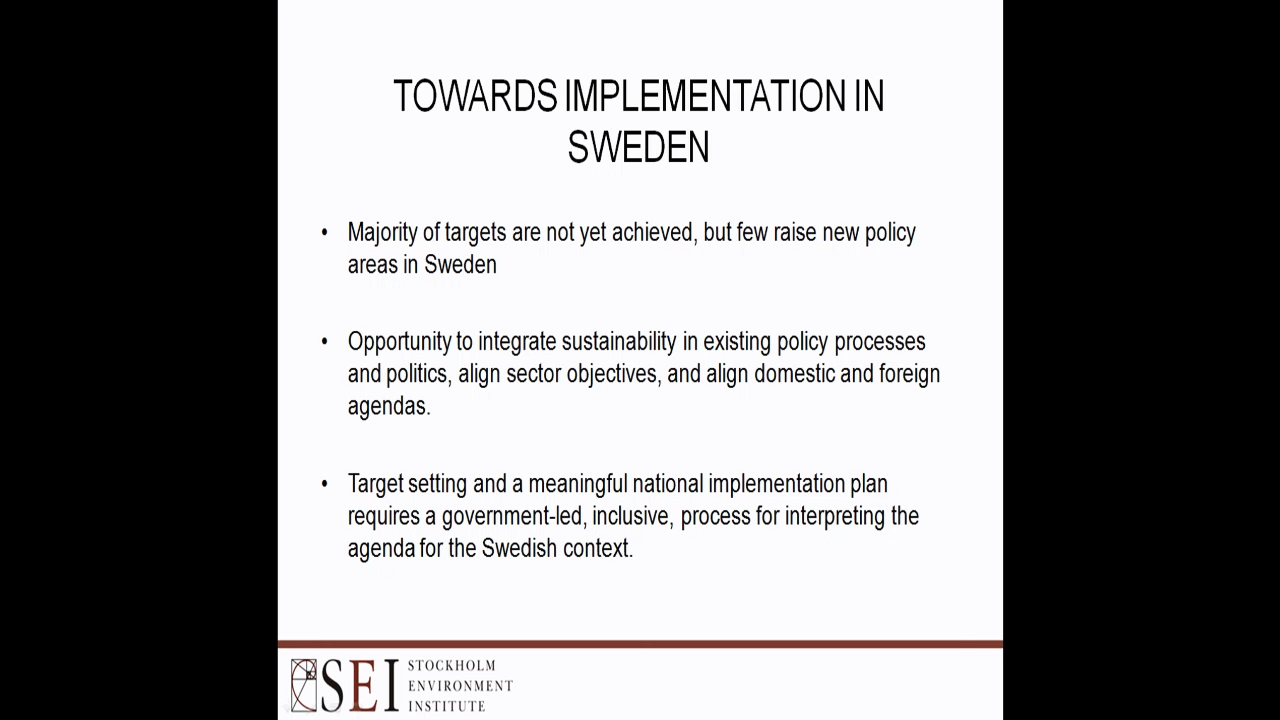 TOWARDS IMPLEMENTATION IN
SWEDEN
• Majority of targets are not yet achieved, but few raise new policy
areas in Sweden
• Opportunity to integrate sustainability in existing policy processes
and politics, align sector objectives, and align domestic and foreign
agendas.
• Target setting and a meaningful national implementation plan
requires a government-led, inclusive, process for interpreting the
agenda for the Swedish context.
SEI
STOCKHOLM
ENVIRONMENT
INSTITUTE